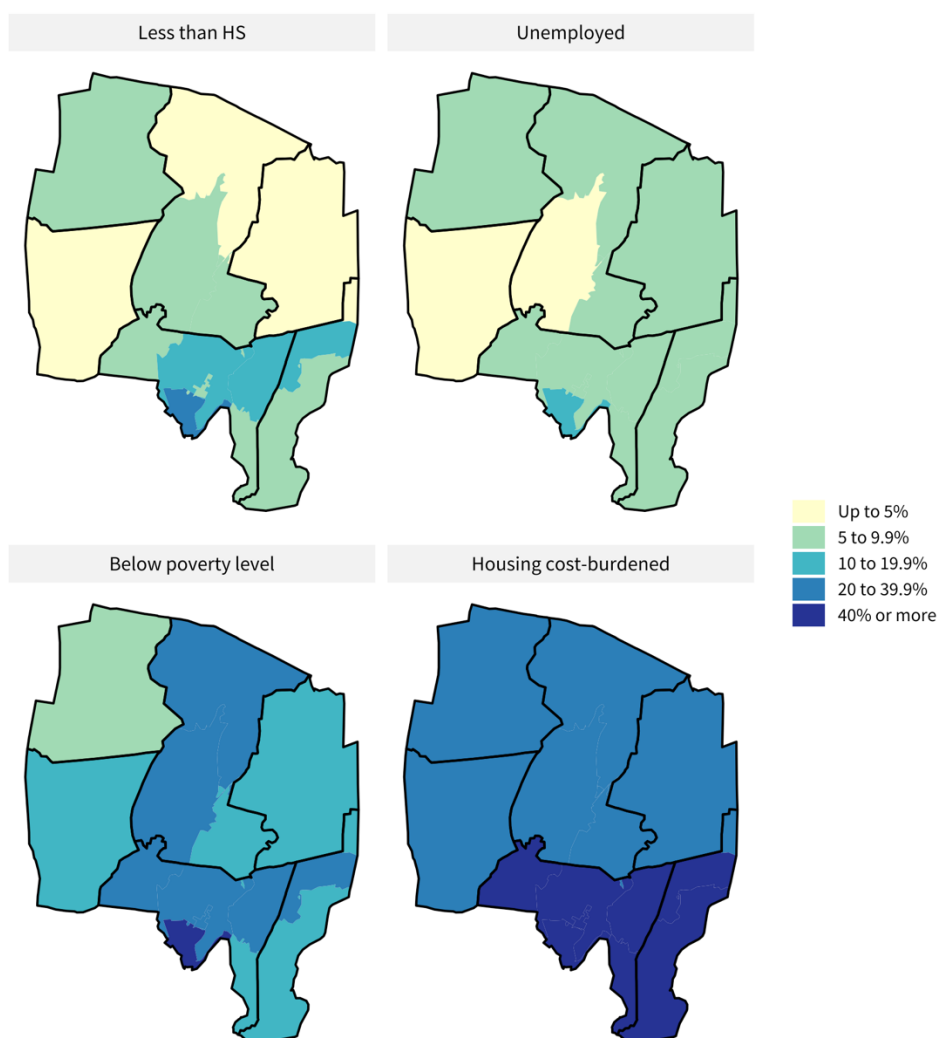 Less than HS
Unemployed
Up to 5%
5 to 9.9%
10 to 19.9%
20 to 39.9%
40% or more
Below poverty level
Housing cost-burdened